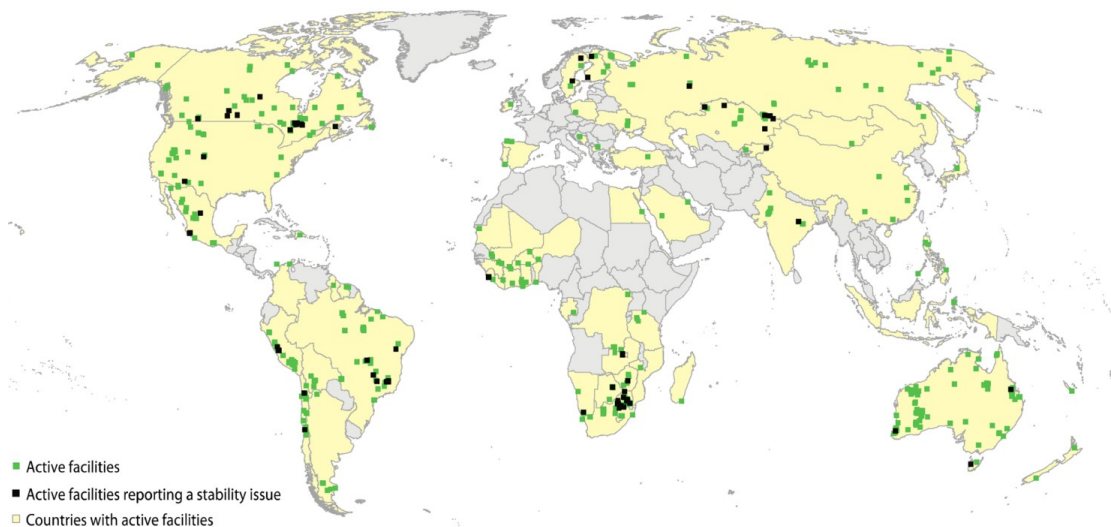 Active facilities
Active facilities reporting a stability issue
Countries with active facilities